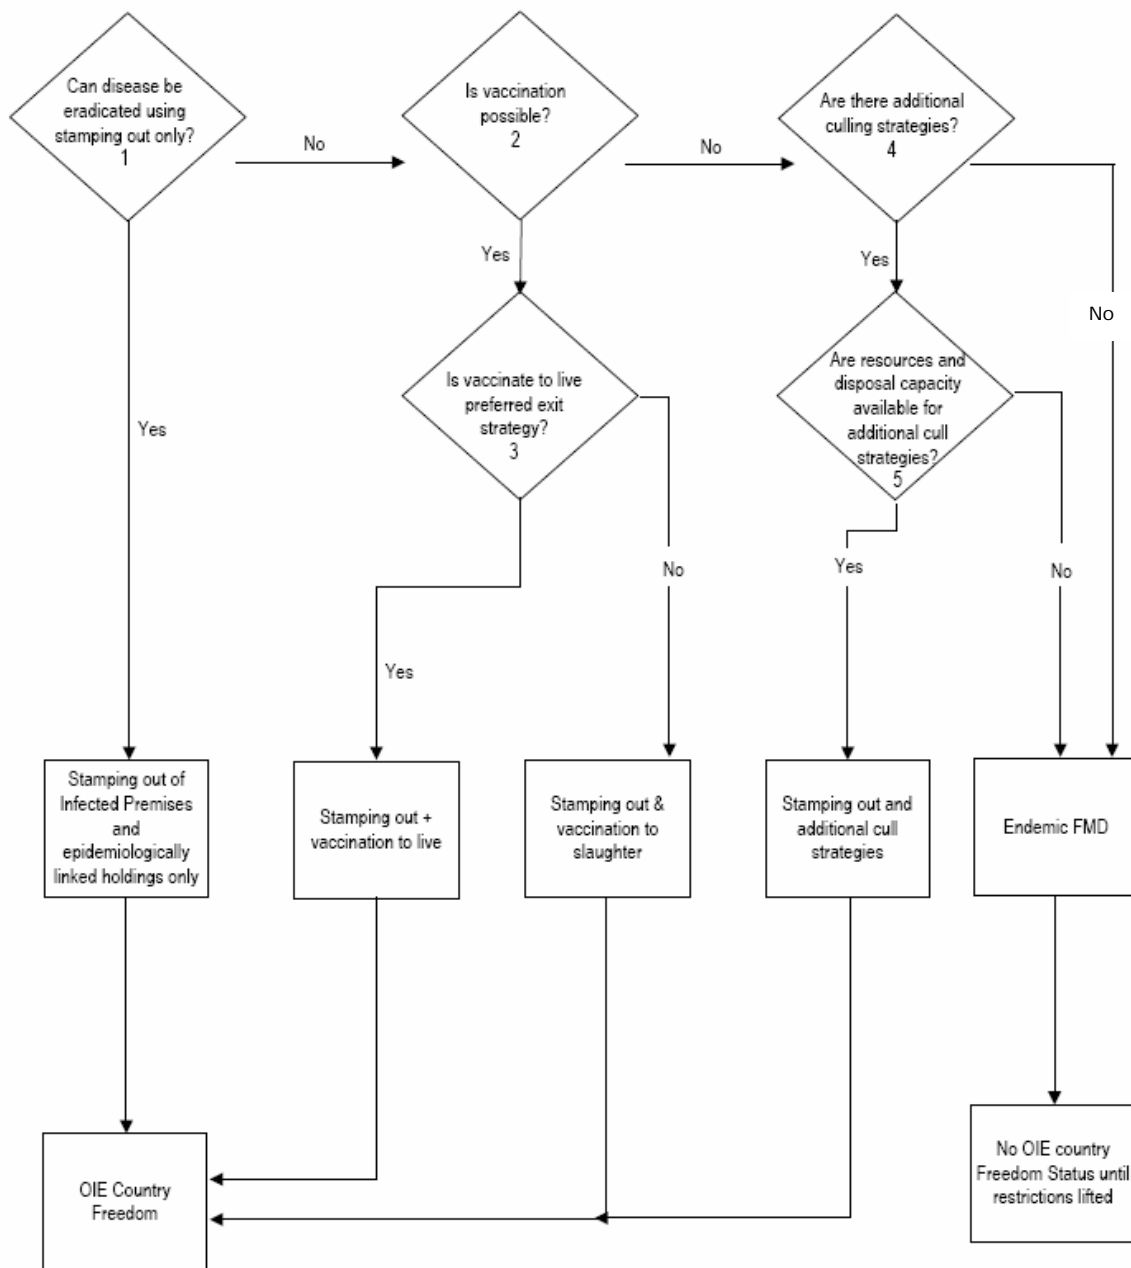 Can disease be
eradicated using
stamping out only?
1
No
Is vaccination
possible?
2
No
Are there additional
culling strategies?
4
Yes
Yes
No
Is vaccinate to live
preferred exit
strategy?
3
Are resources and
disposal capacity
available for
additional cull
strategies?
5
Yes
No
Yes
No
Yes
Stamping out of
Infected Premises
and
epidemiologically
linked holdings only
Stamping out +
vaccination to live
Stamping out &
vaccination to
slaughter
Stamping out and
additional cull
strategies
Endemic FMD
OIE Country
Freedom
No OIE country
Freedom Status until
restrictions lifted